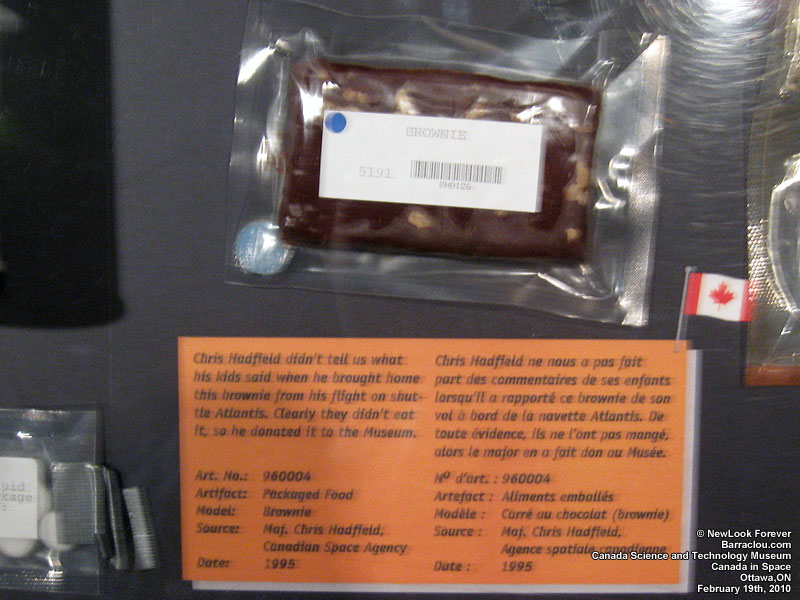 BROWNIE
5191
Chris Hadfield didn't tell us what
his kids said when he brought home
this brownie from his flight on shut-
tle Atlantis. Clearly they didn't eat
it, so he donated it to the Museum.
Art. No.: 960004
Artifact: Packaged Food
Model: Brownie
Source: Maj. Chris Hadfield,
Canadian Space Agency
Date: 1995
Chris Hadfield ne nous a pas fait
part des commentaires de ses enfants
lorsqu'il a rapporté ce brownie de son
vol à bord de la navette Atlantis. De
toute évidence, ils ne l'ont pas mangé,
alors le major en a fait don au Musée.
Nº d'art. : 960004
Artefact : Aliments emballés
Modèle : Carré au chocolat (brownie)
Source : Maj. Chris Hadfield,
Agence spatiale canadienne
Date : 1995
© NewLook Forever
Barraclou.com
Canada Science and Technology Museum
Canada in Space
Ottawa,ON
February 19th, 2010